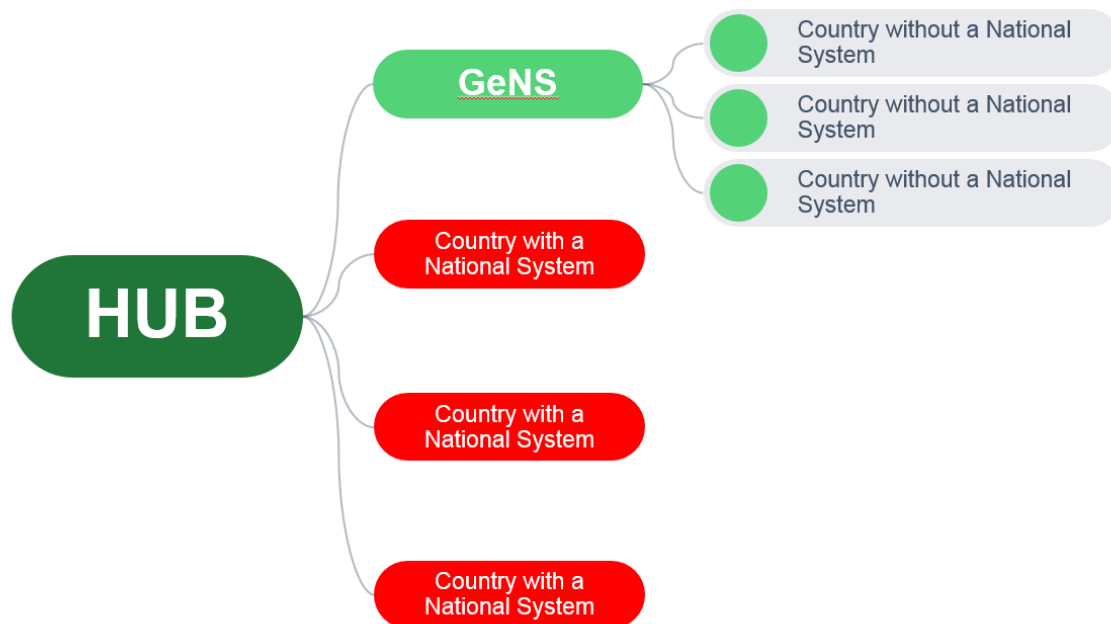 GeNS
Country without a National
System
Country without a National
System
Country without a National
System
HUB
Country with a
National System
Country with a
National System
Country with a
National System